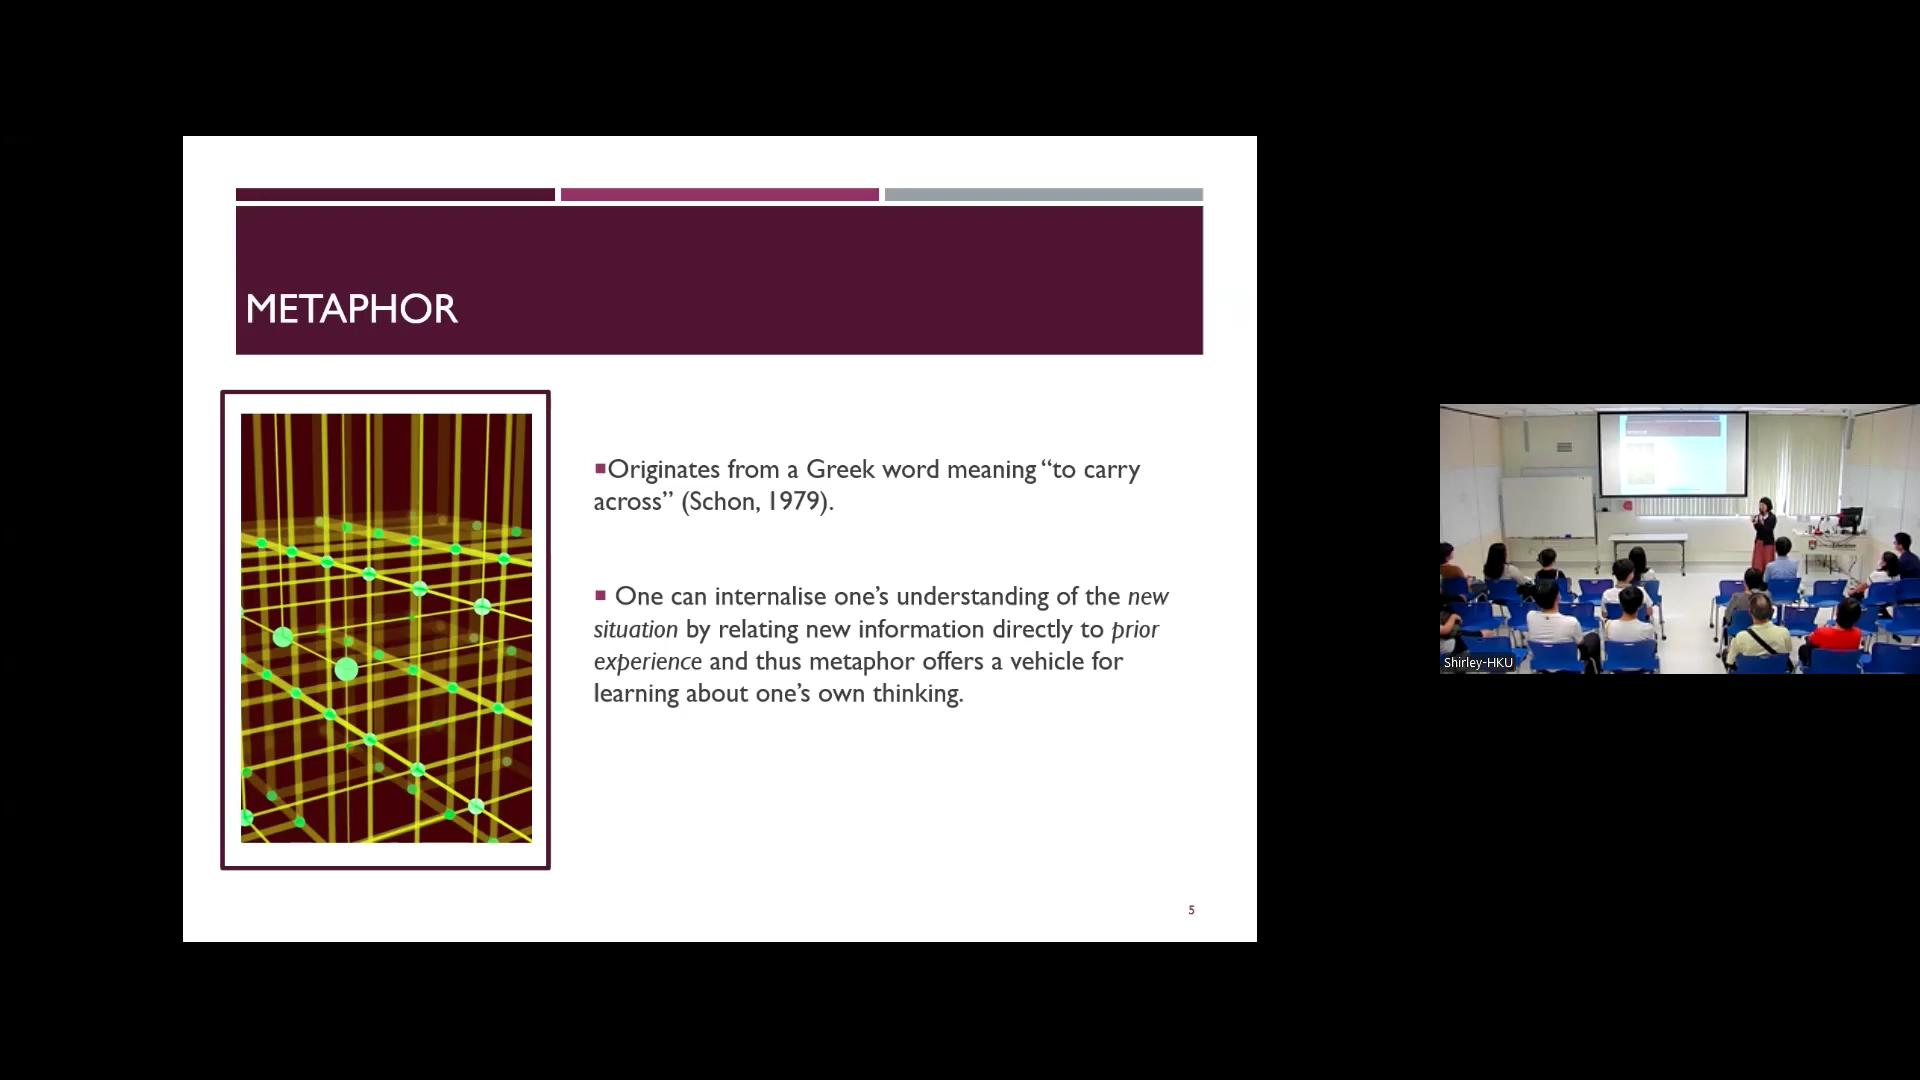 METAPHOR
▪Originates from a Greek word meaning “to carry
across” (Schon, 1979).
▪ One can internalise one’s understanding of the new
situation by relating new information directly to prior
experience and thus metaphor offers a vehicle for
learning about one’s own thinking.
5
Shirley-HKU